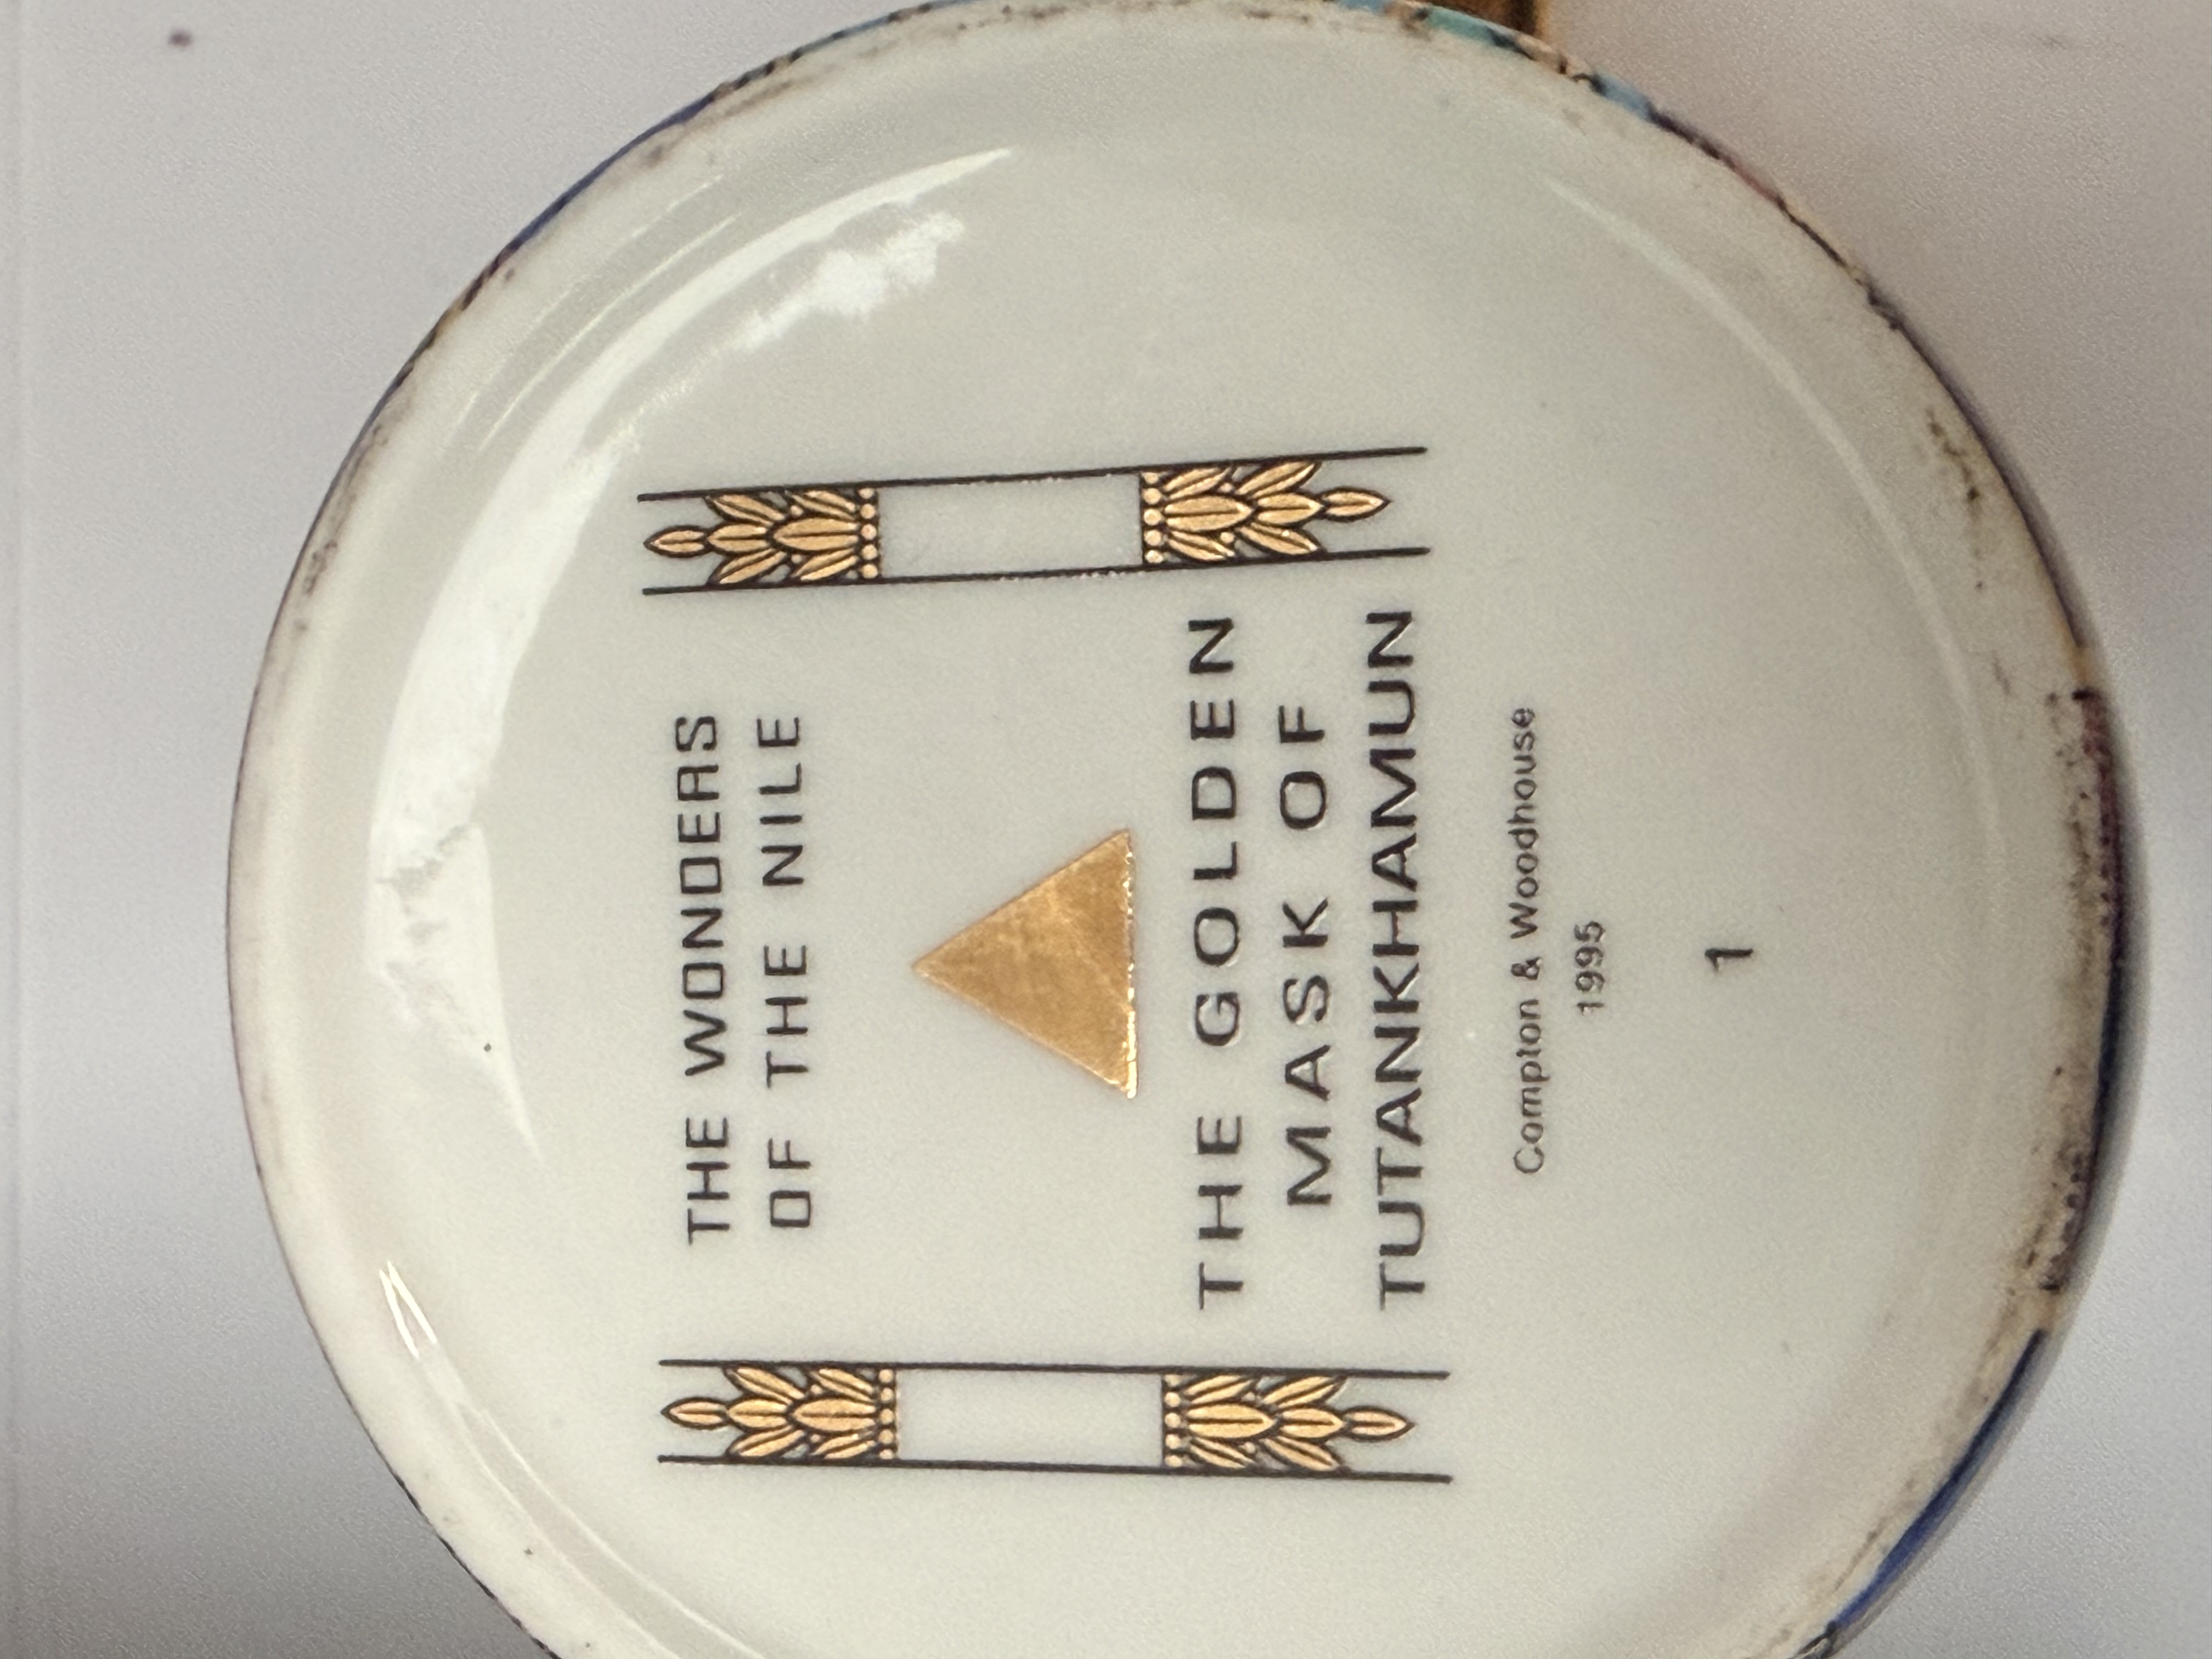 THE WONDERS
OF THE NILE
THE GOLDEN
MASK OF
TUTANKHAMUN
Compton & Woodhouse
1995
1